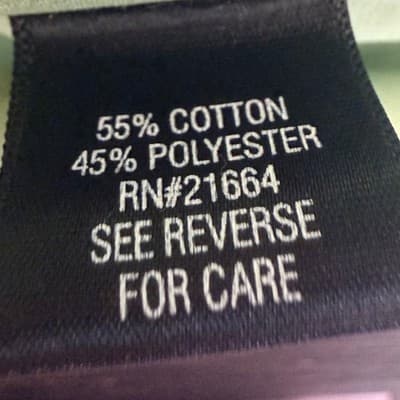 55% COTTON
45% POLYESTER
RN#21664
SEE REVERSE
FOR CARE